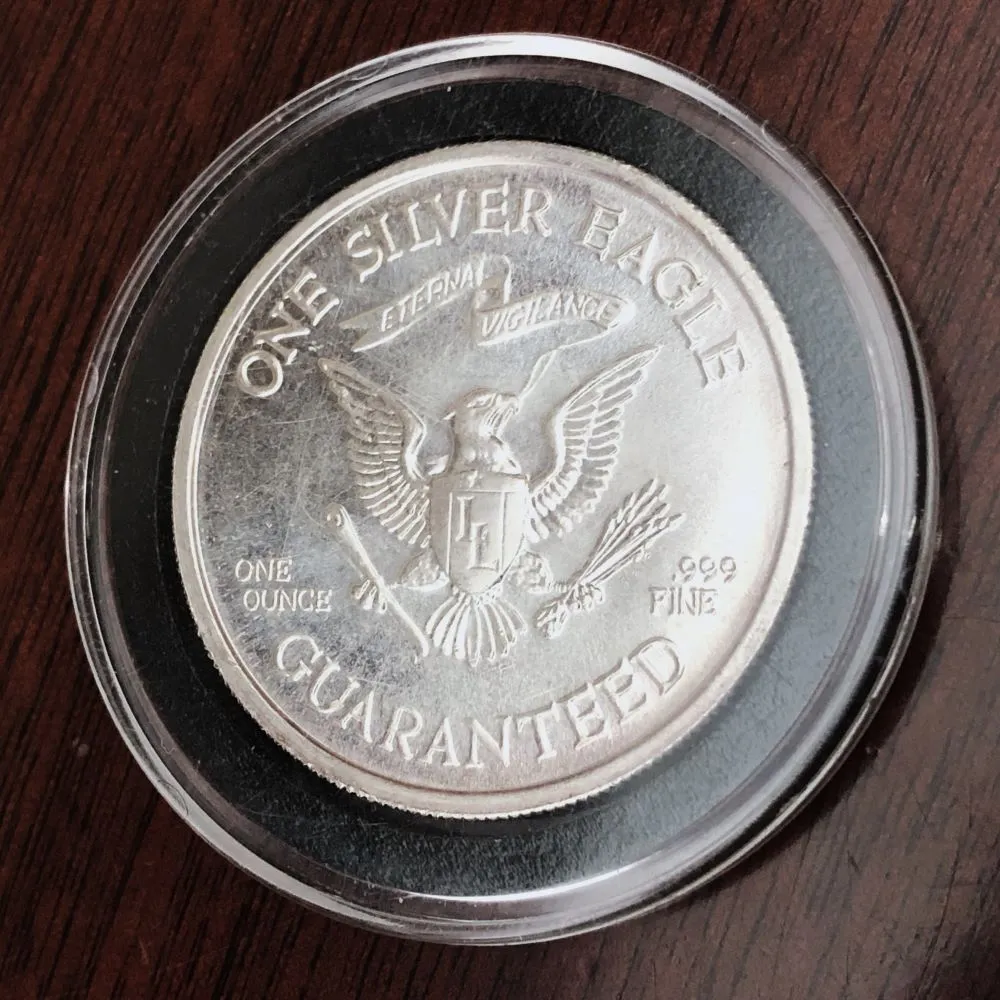 ONE SILVER EAGLE
ETERNAL VIGILANCE
ONE
OUNCE
.999
FINE
GUARANTEED